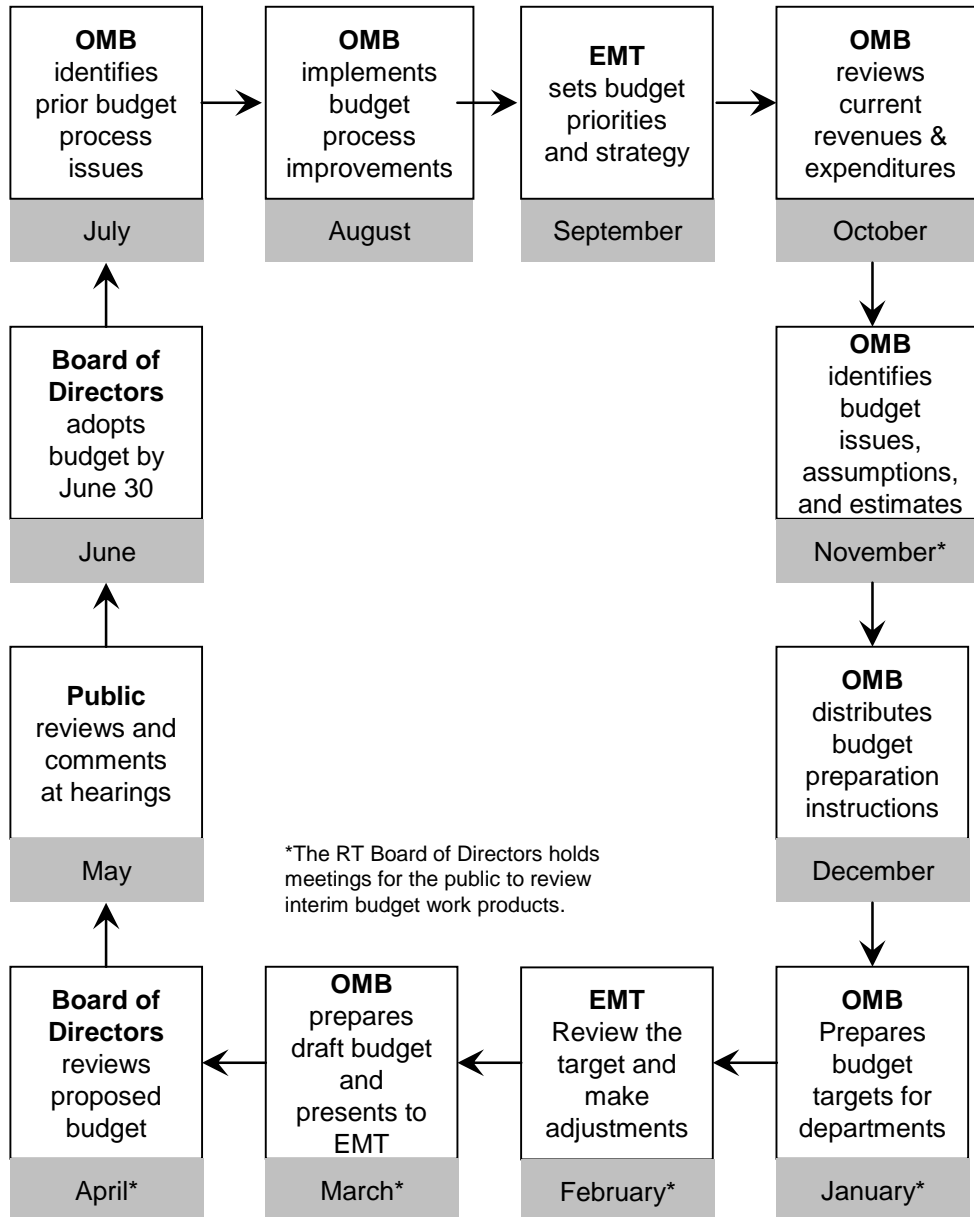 OMB
identifies
prior budget
process
issues
July
OMB
implements
budget
process
improvements
August
EMT
sets budget
priorities
and strategy
September
OMB
reviews
current
revenues &
expenditures
October
OMB
identifies
budget
issues,
assumptions,
and estimates
November*
OMB
distributes
budget
preparation
instructions
December
OMB
Prepares
budget
targets for
departments
January*
EMT
Review the
target and
make
adjustments
February*
OMB
prepares
draft budget
and
presents to
EMT
March*
Board of
Directors
reviews
proposed
budget
April*
Public
reviews and
comments
at hearings
May
Board of
Directors
adopts
budget by
June 30
June
*The RT Board of Directors holds
meetings for the public to review
interim budget work products.